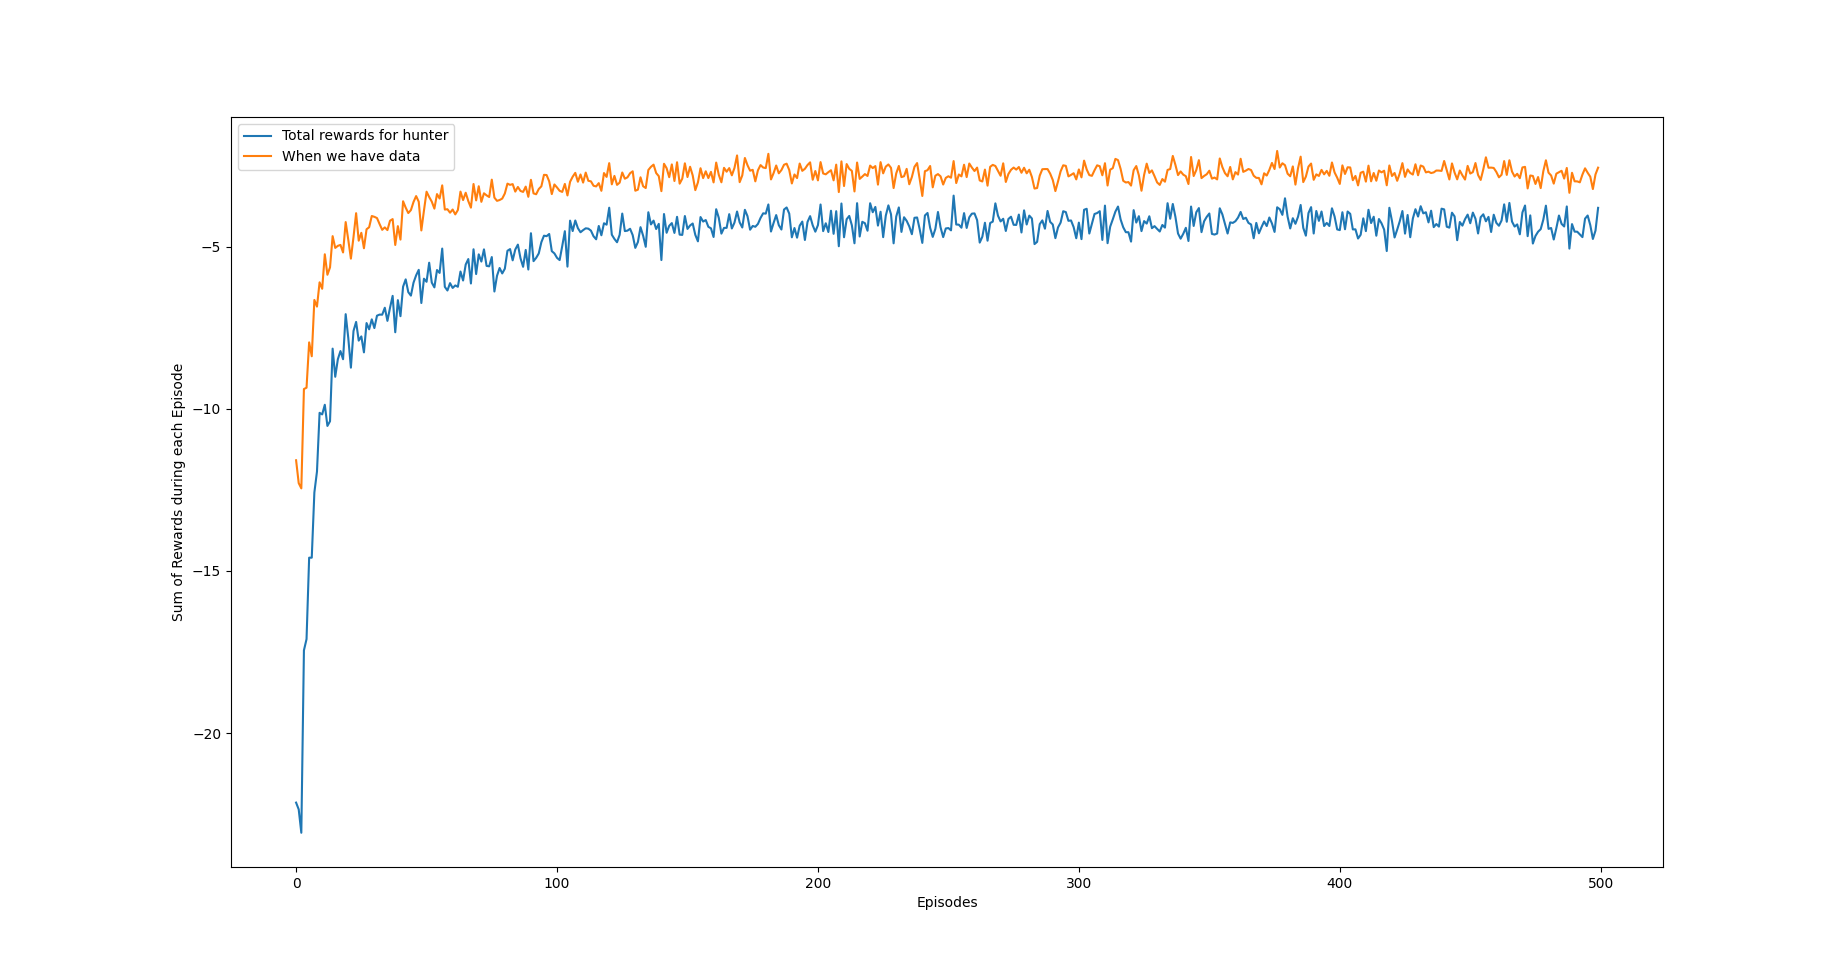 Total rewards for hunter
When we have data
Sum of Rewards during each Episode
−5
−10
−15
−20
0 100 200 300 400 500
Episodes